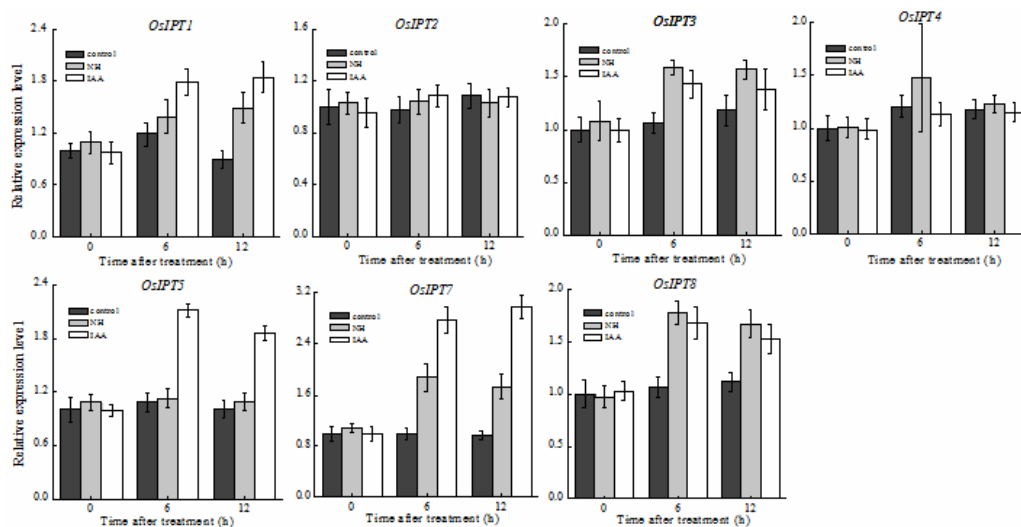 OsIPT1
2.4
1.8
1.2
0.6
0.0
control
NH
IAA
Relative expression level
0 6 12
Time after treatment (h)
OsIPT2
1.6
1.2
0.8
0.4
0.0
control
NH
IAA
0 6 12
Time after treatment (h)
OsIPT3
2.0
1.5
1.0
0.5
0.0
control
NH
IAA
0 6 12
Time after treatment (h)
OsIPT4
2.0
1.5
1.0
0.5
0.0
control
NH
IAA
0 6 12
Time after treatment (h)
OsIPT5
2.4
1.8
1.2
0.6
0.0
control
NH
IAA
Relative expression level
0 6 12
Time after treatment (h)
OsIPT7
3.2
2.4
1.6
0.8
0.0
control
NH
IAA
0 6 12
Time after treatment (h)
OsIPT8
2.0
1.5
1.0
0.5
0.0
control
NH
IAA
0 6 12
Time after treatment (h)